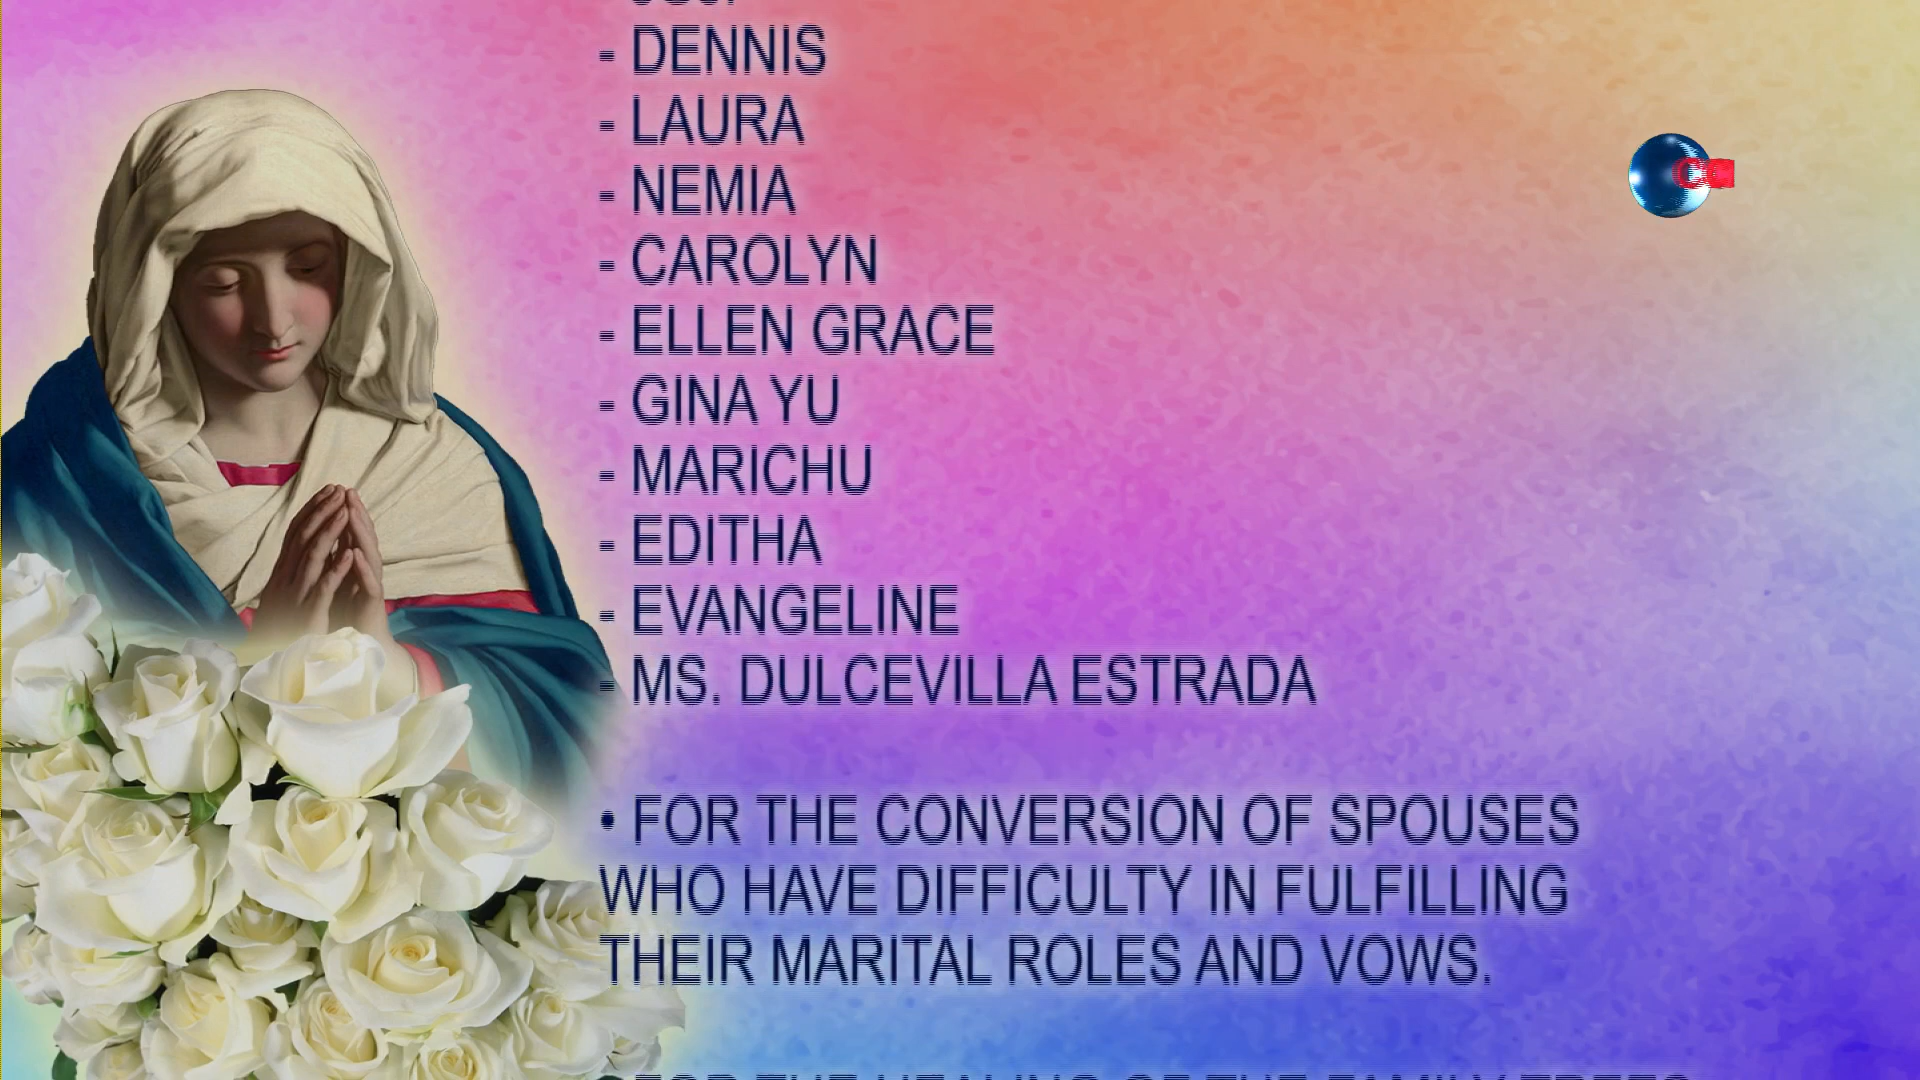 - DENNIS
- LAURA
- NEMIA
- CAROLYN
- ELLEN GRACE
- GINA YU
- MARICHU
- EDITHA
- EVANGELINE
- MS. DULCEVILLA ESTRADA
• FOR THE CONVERSION OF SPOUSES
WHO HAVE DIFFICULTY IN FULFILLING
THEIR MARITAL ROLES AND VOWS.